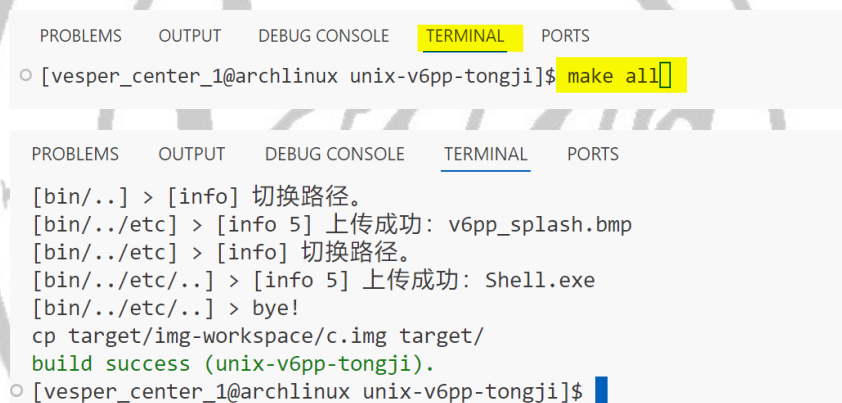 PROBLEMS OUTPUT DEBUG CONSOLE TERMINAL PORTS
[vesper_center_1@archlinux unix-v6pp-tongji]$ make all
PROBLEMS OUTPUT DEBUG CONSOLE TERMINAL PORTS
[bin/..] > [info] 切换路径。
[bin/../etc] > [info 5] 上传成功: v6pp_splash.bmp
[bin/../etc] > [info] 切换路径。
[bin/../etc/..] > [info 5] 上传成功: Shell.exe
[bin/../etc/..] > bye!
cp target/img-workspace/c.img target/
build success (unix-v6pp-tongji).
[vesper_center_1@archlinux unix-v6pp-tongji]$